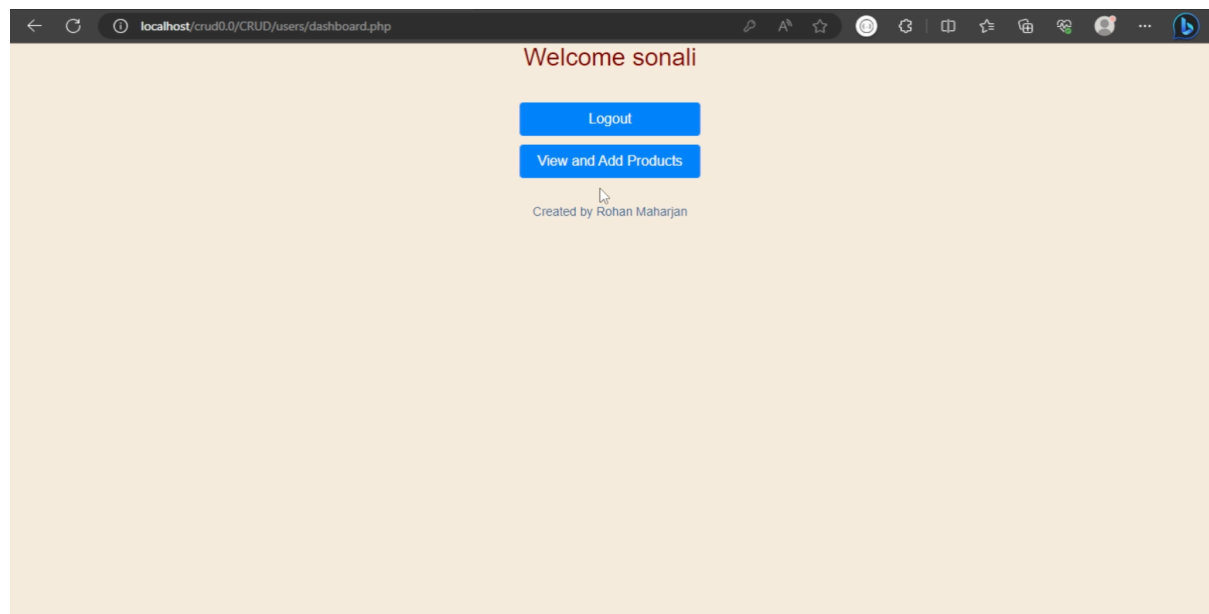 localhost/crud0.0/CRUD/users/dashboard.php
Welcome sonali
Logout
View and Add Products
Created by Rohan Maharjan